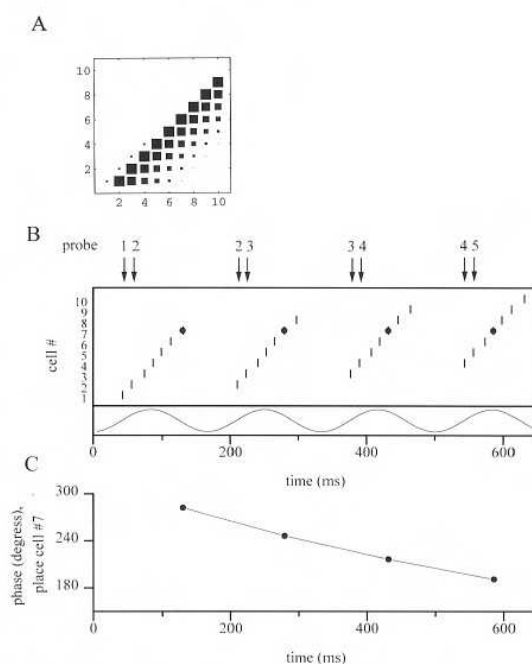 A
10
8
6
4
2
2 4 6 8 10
B
probe 1 2 2 3 3 4 4 5
cell #
10
9
8
7
6
5
4
3
2
1
0 200 400 600
time (ms)
C
phase (degress),
place cell #7
300
240
180
0 200 400 600
time (ms)